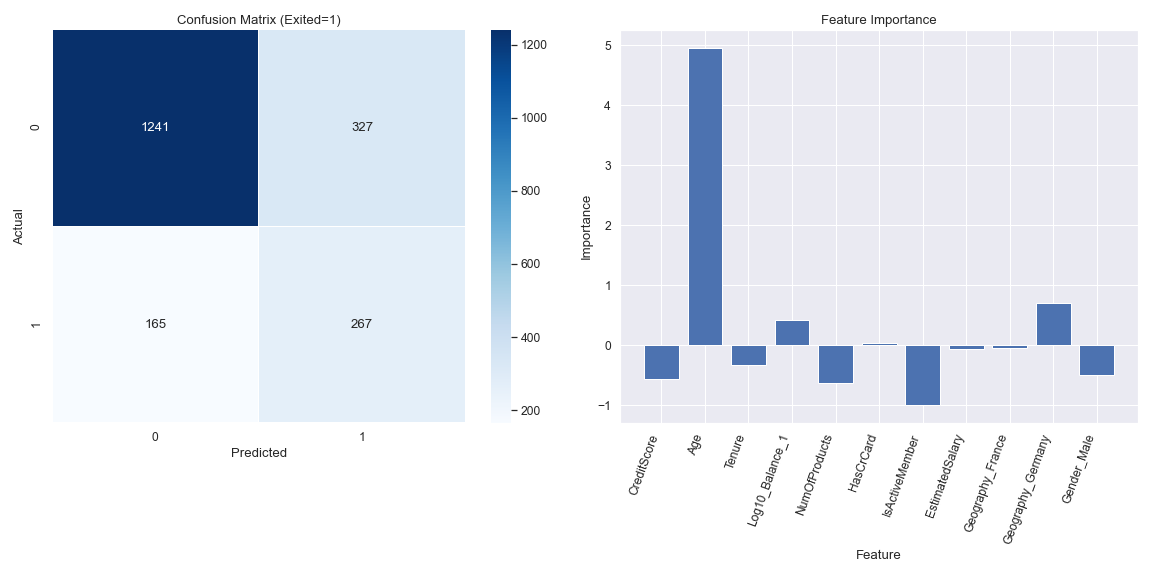 Confusion Matrix (Exited=1)
Actual
0
1
1241
327
165
267
0
1
Predicted
1200
1000
800
600
400
200
Feature Importance
Importance
5
4
3
2
1
0
−1
CreditScore
Age
Tenure
Log10_Balance_1
NumOfProducts
HasCrCard
IsActiveMember
EstimatedSalary
Geography_France
Geography_Germany
Gender_Male
Feature